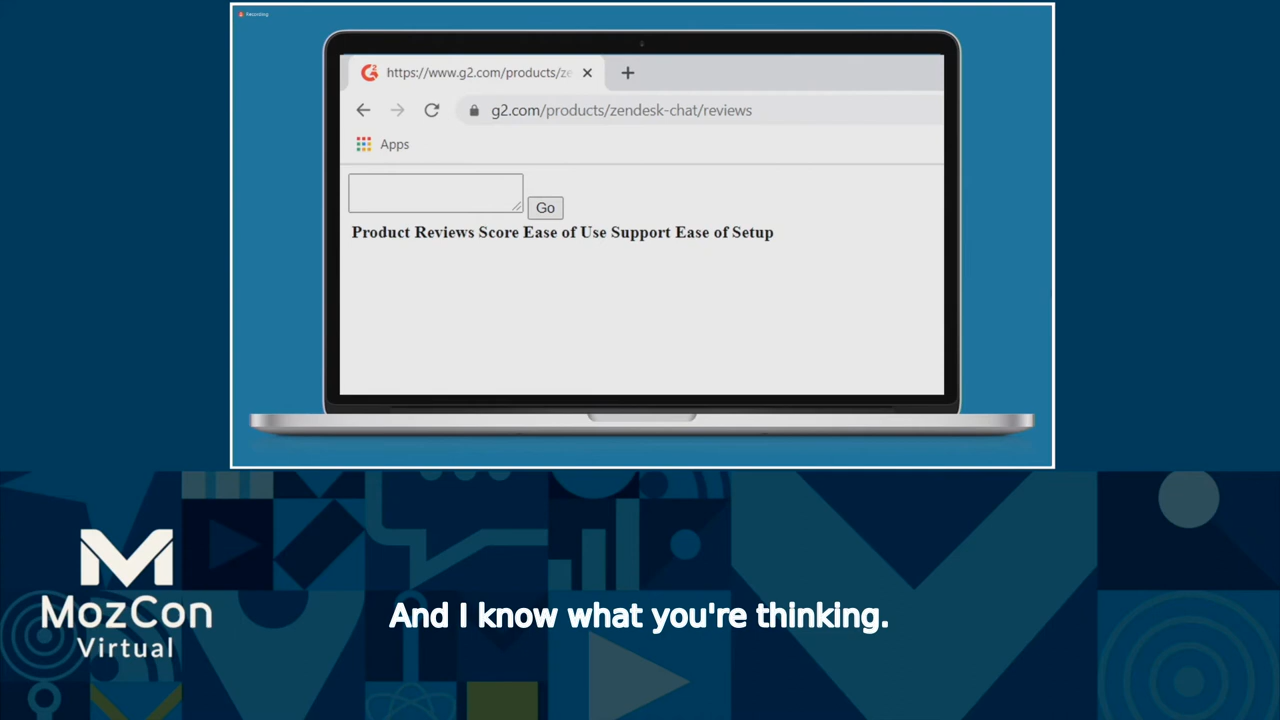 Recording
https://www.g2.com/products/ze
g2.com/products/zendesk-chat/reviews
Apps
Go
Product Reviews Score Ease of Use Support Ease of Setup
MozCon
Virtual
And I know what you're thinking.